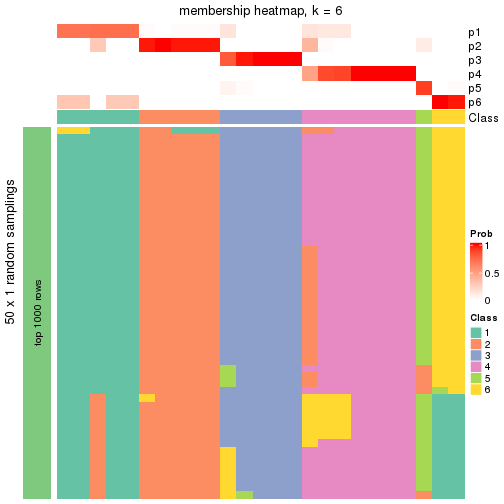 membership heatmap, k = 6
p1
p2
p3
p4
p5
p6
Class
50 x 1 random samplings
top 1000 rows
Prob
1
0.5
0
Class
1
2
3
4
5
6